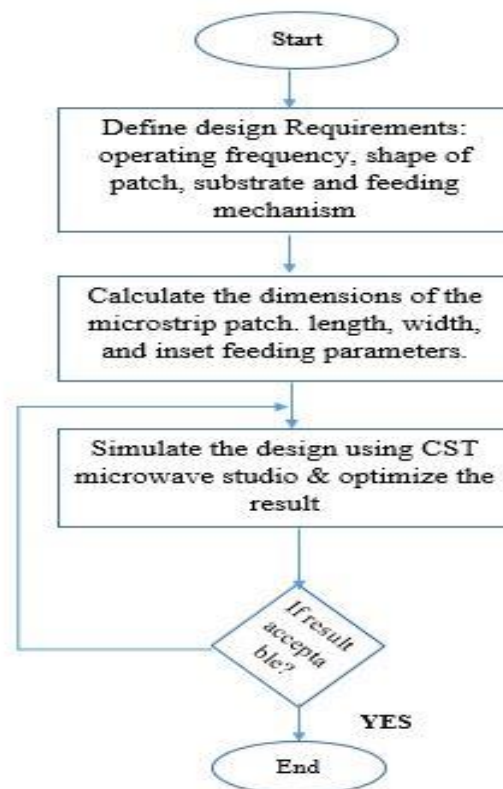 Start
Define design Requirements:
operating frequency, shape of
patch, substrate and feeding
mechanism
Calculate the dimensions of the
microstrip patch. length, width,
and inset feeding parameters.
Simulate the design using CST
microwave studio & optimize the
result
If result
accepta
ble?
YES
End